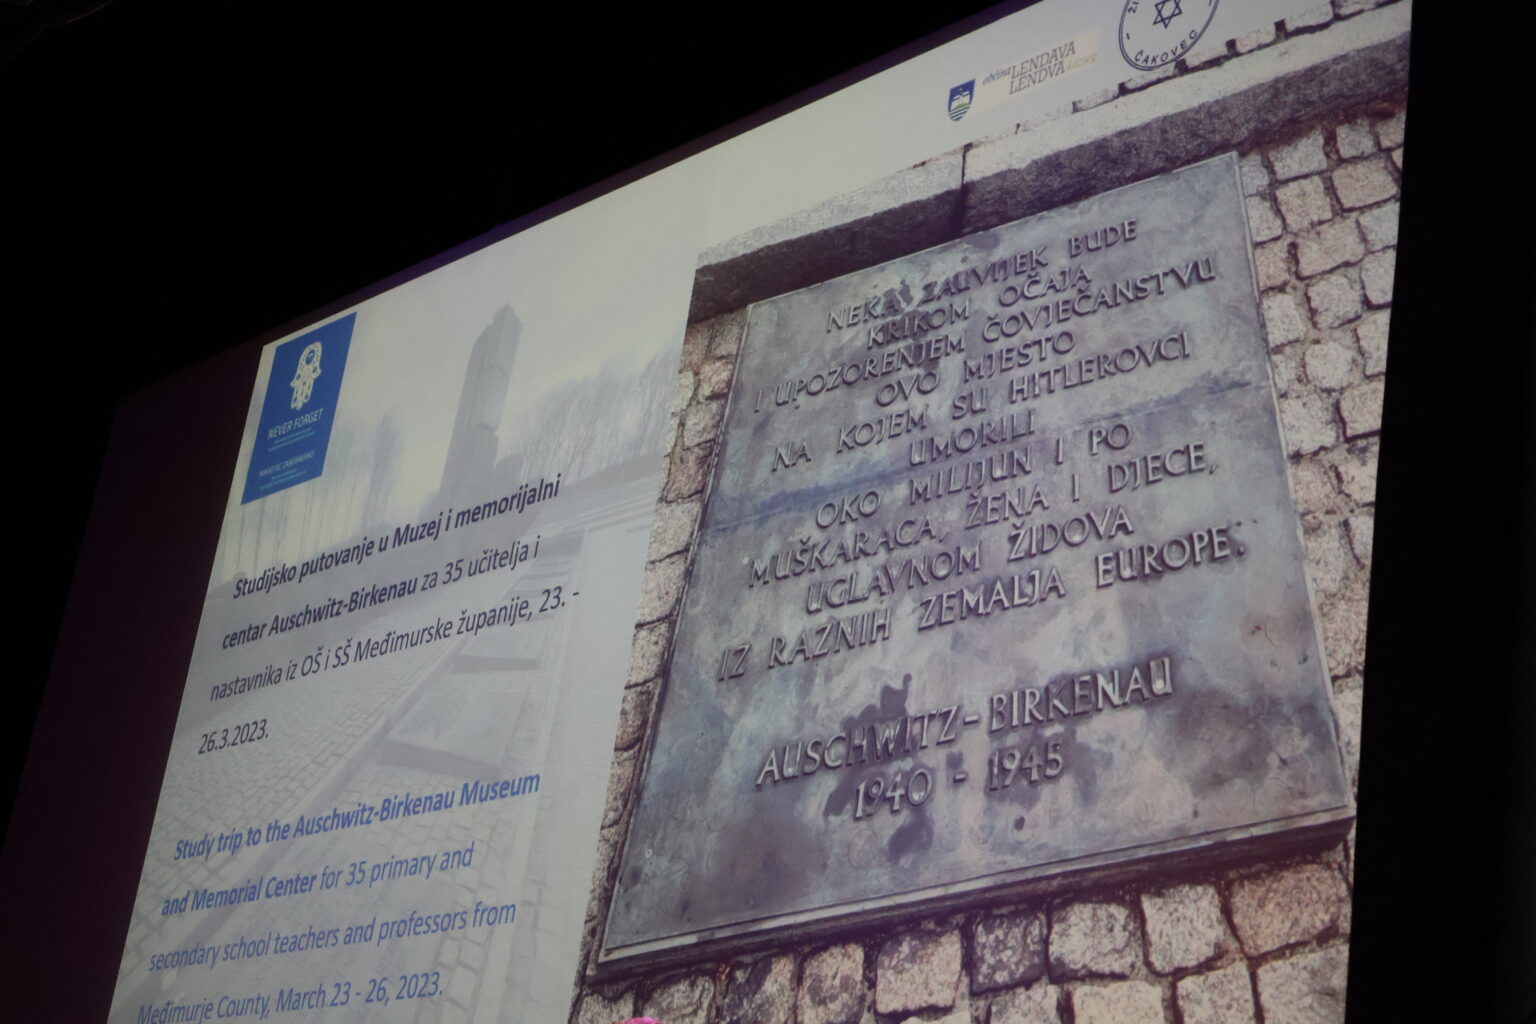 občina LENDAVA
LENDVA község
ČAKOVEC
NEVER FORGET
NIKAD NE ZABORAVIMO
Studijsko putovanje u Muzej i memorijalni
centar Auschwitz-Birkenau za 35 učitelja i
nastavnika iz OŠ i SŠ Međimurske županije, 23. -
26.3.2023.
Study trip to the Auschwitz-Birkenau Museum
and Memorial Center for 35 primary and
secondary school teachers and professors from
Međimurje County, March 23 - 26, 2023.
NEKA ZAUVIJEK BUDE
KRIKOM OČAJA
I UPOZORENJEM ČOVJEČANSTVU
OVO MJESTO
NA KOJEM SU HITLEROVCI
UMORILI
OKO MILIJUN I PO
MUŠKARACA, ŽENA I DJECE,
UGLAVNOM ŽIDOVA
IZ RAZNIH ZEMALJA EUROPE.
AUSCHWITZ-BIRKENAU
1940 - 1945